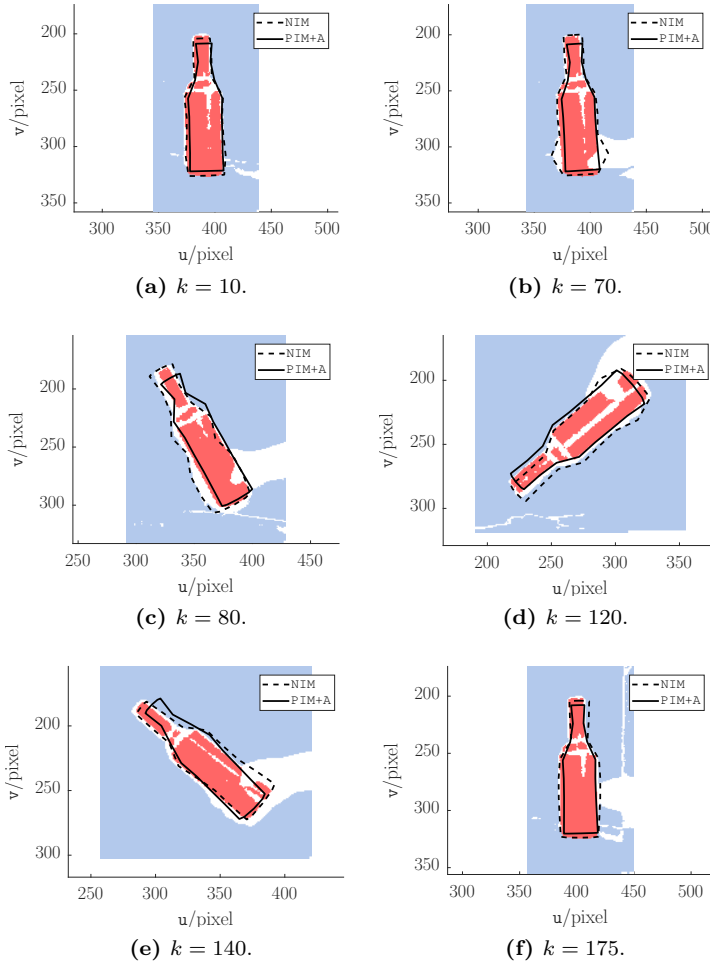 200
250
300
350
v/pixel
NIM
PIM+A
300 350 400 450 500
u/pixel
(a) k = 10.
200
250
300
350
v/pixel
NIM
PIM+A
300 350 400 450 500
u/pixel
(b) k = 70.
200
250
300
v/pixel
NIM
PIM+A
250 300 350 400 450
u/pixel
(c) k = 80.
200
250
300
v/pixel
NIM
PIM+A
200 250 300 350
u/pixel
(d) k = 120.
200
250
300
v/pixel
NIM
PIM+A
250 300 350 400
u/pixel
(e) k = 140.
200
250
300
350
v/pixel
NIM
PIM+A
300 350 400 450 500
u/pixel
(f) k = 175.